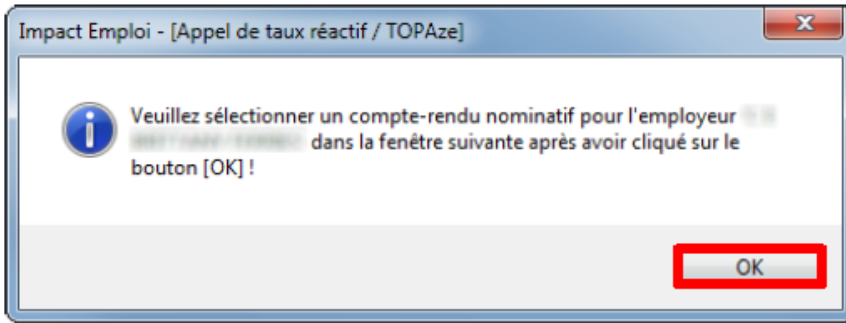 Impact Emploi - [Appel de taux réactif / TOPAze]
Veuillez sélectionner un compte-rendu nominatif pour l'employeur
dans la fenêtre suivante après avoir cliqué sur le
bouton [OK] !
OK